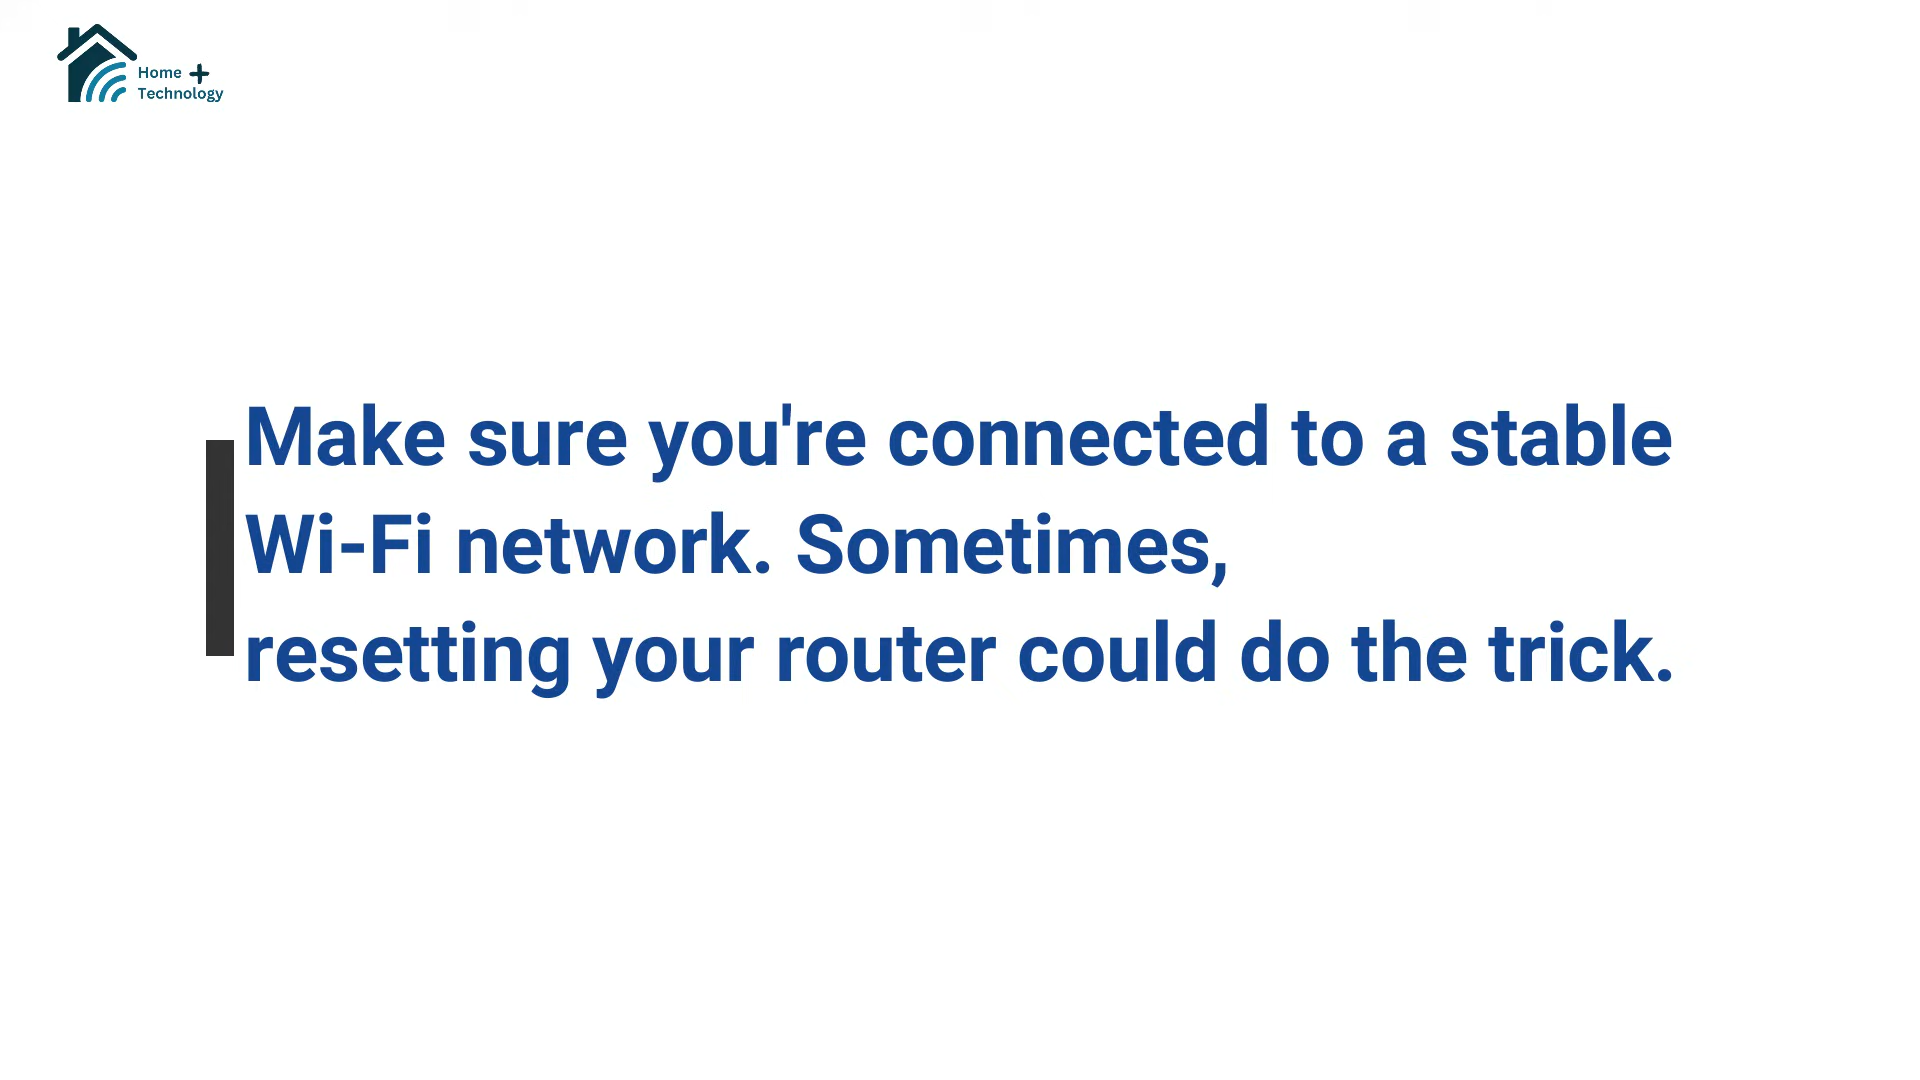 Home +
Technology
Make sure you're connected to a stable
Wi-Fi network. Sometimes,
resetting your router could do the trick.